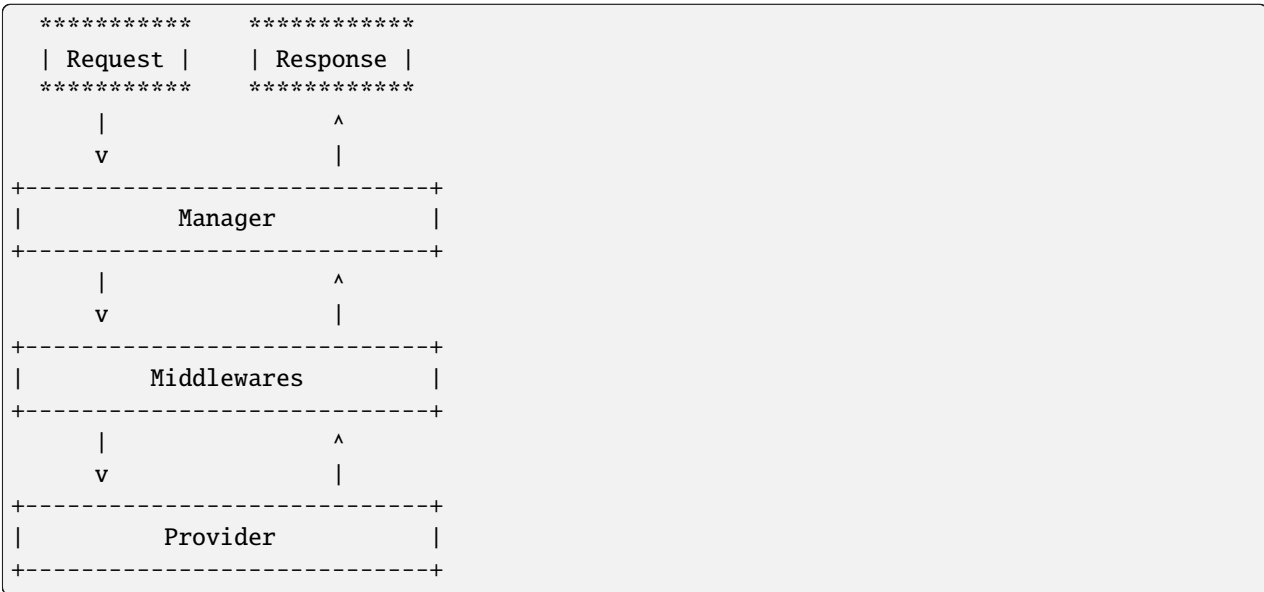 ***********    ************
| Request |    | Response |
***********    ************
    |                ^
    v                |
+-----------------------------+
|           Manager           |
+-----------------------------+
    |                ^
    v                |
+-----------------------------+
|         Middlewares         |
+-----------------------------+
    |                ^
    v                |
+-----------------------------+
|          Provider           |
+-----------------------------+